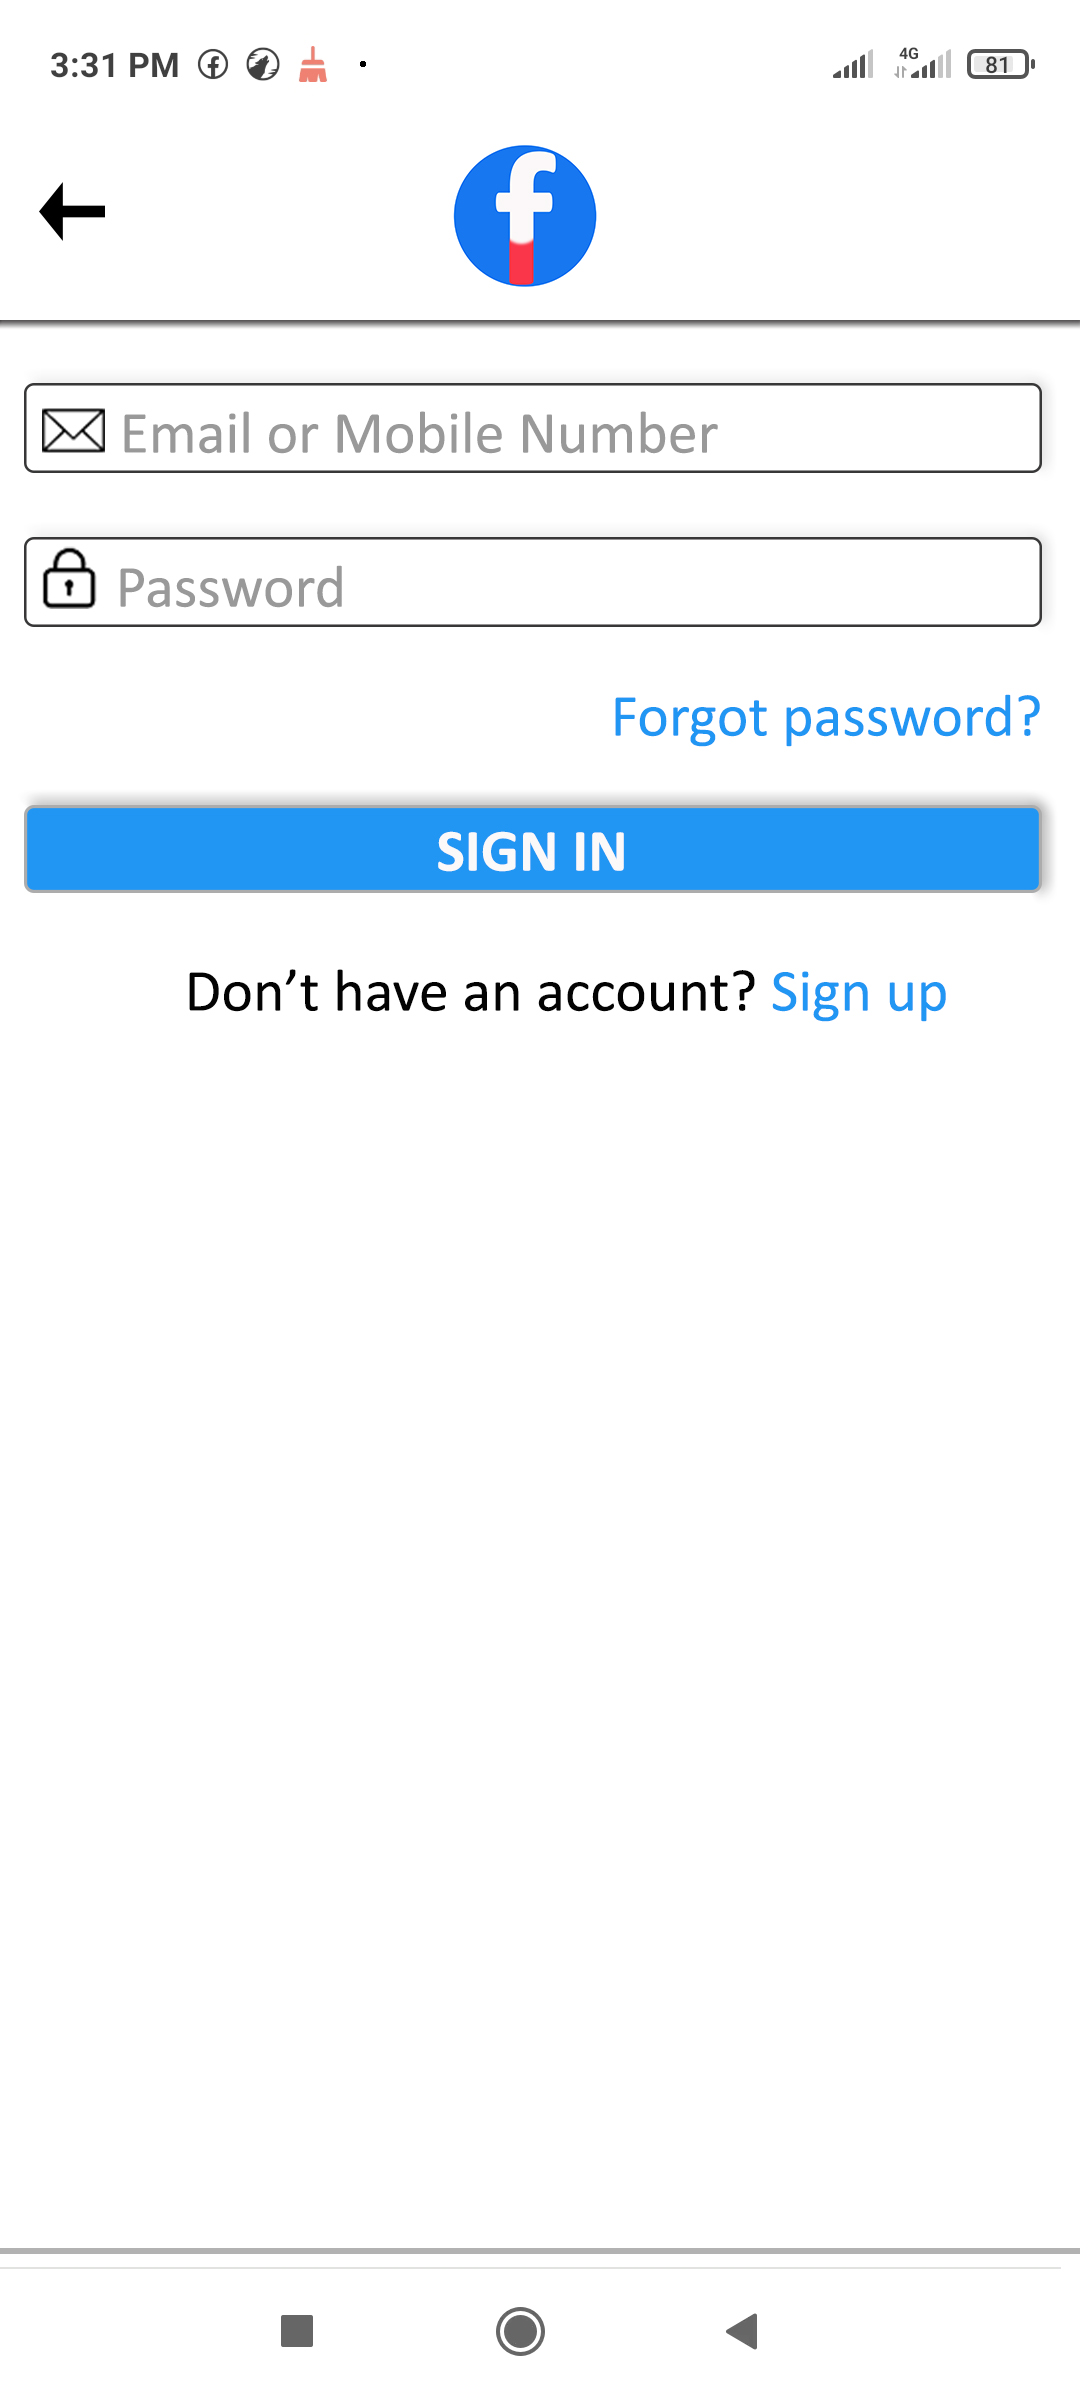 3:31 PM
4G
81
f
Email or Mobile Number
Password
Forgot password?
SIGN IN
Don’t have an account? Sign up